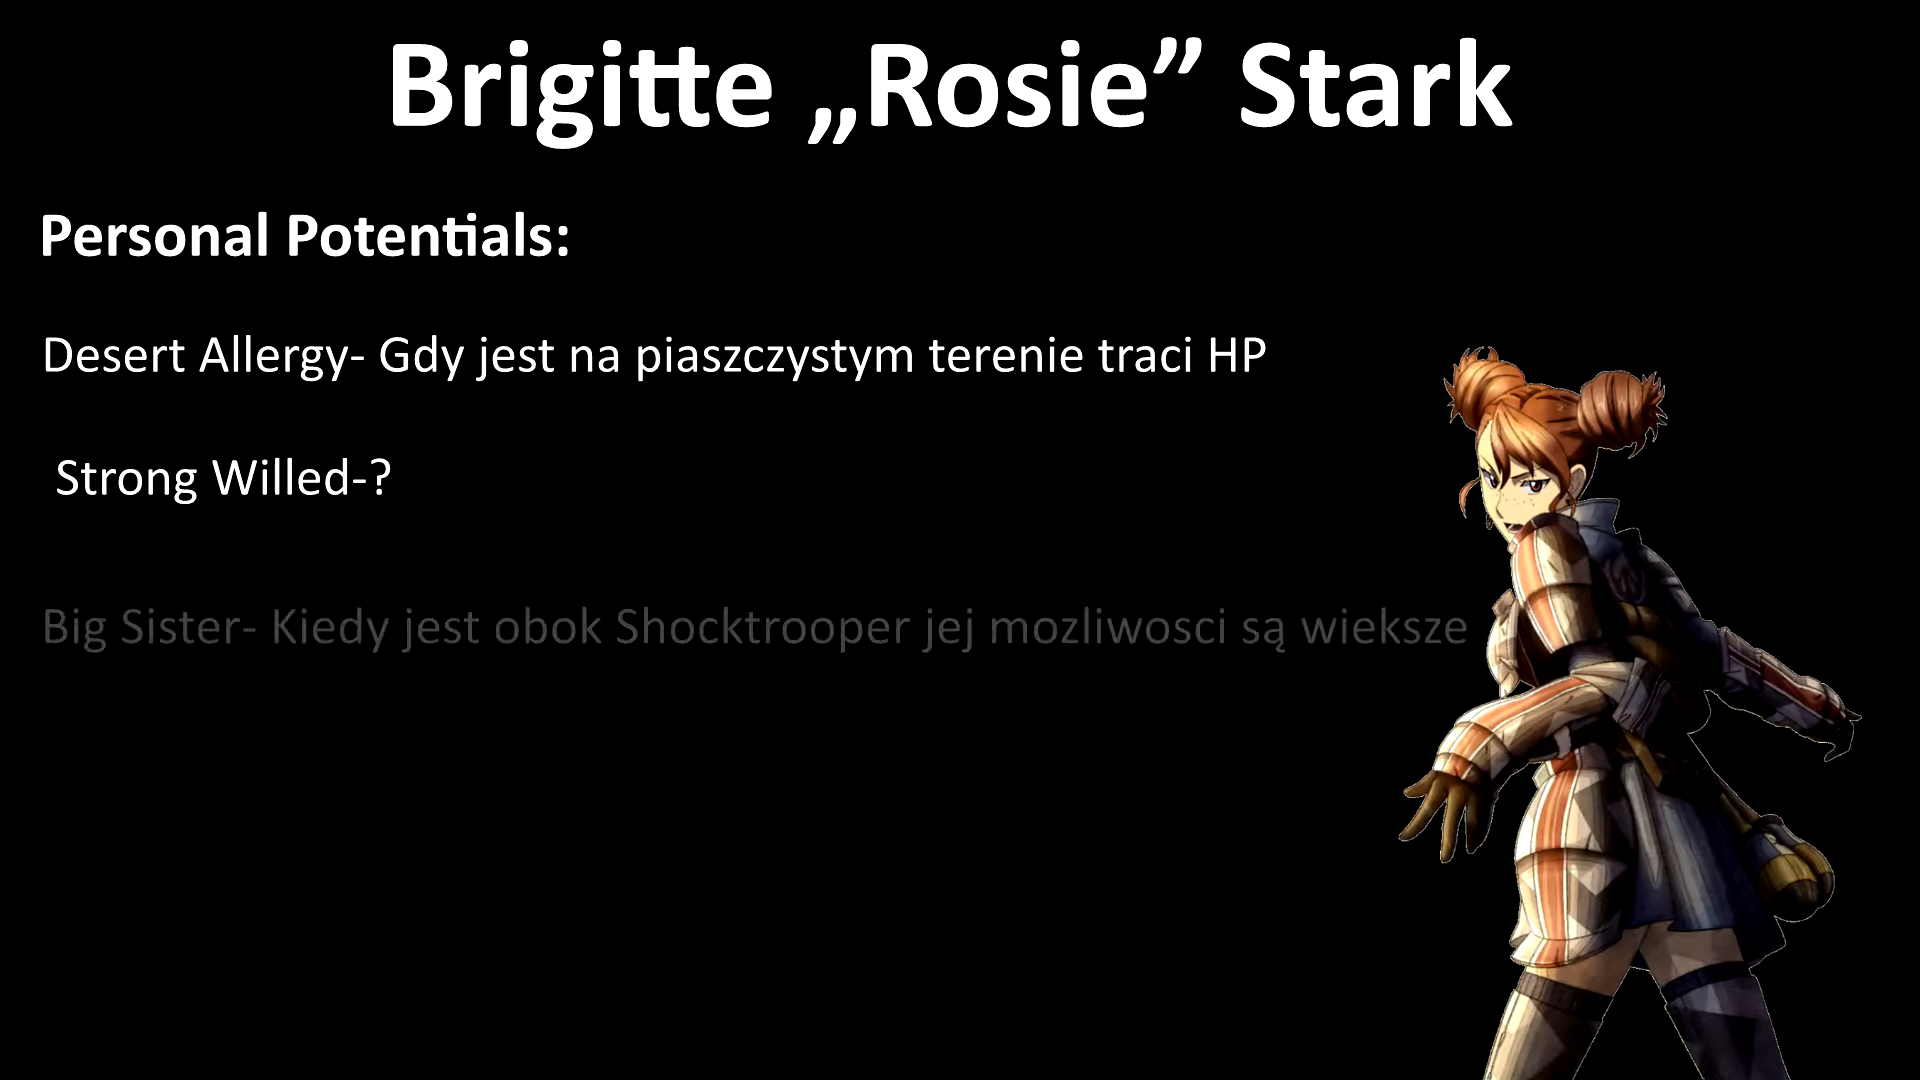 Brigitte „Rosie” Stark
Personal Potentials:
Desert Allergy- Gdy jest na piaszczystym terenie traci HP
Strong Willed-?
Big Sister- Kiedy jest obok Shocktrooper jej mozliwosci są wieksze